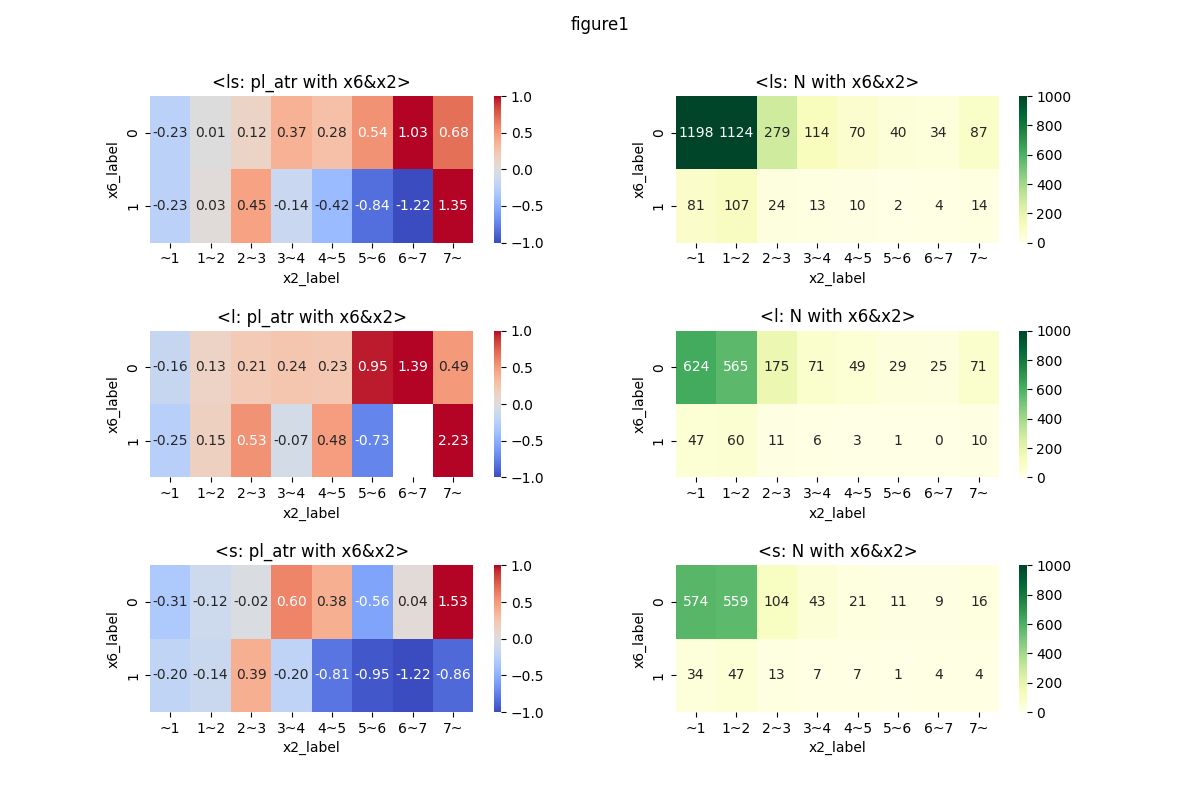 figure1
<ls: pl_atr with x6&x2>
x6_label
0 -0.23 0.01 0.12 0.37 0.28 0.54 1.03 0.68
1 -0.23 0.03 0.45 -0.14 -0.42 -0.84 -1.22 1.35
~1 1~2 2~3 3~4 4~5 5~6 6~7 7~
x2_label
1.0
0.5
0.0
−0.5
−1.0
<ls: N with x6&x2>
x6_label
0 1198 1124 279 114 70 40 34 87
1 81 107 24 13 10 2 4 14
~1 1~2 2~3 3~4 4~5 5~6 6~7 7~
x2_label
1000
800
600
400
200
0
<l: pl_atr with x6&x2>
x6_label
0 -0.16 0.13 0.21 0.24 0.23 0.95 1.39 0.49
1 -0.25 0.15 0.53 -0.07 0.48 -0.73 2.23
~1 1~2 2~3 3~4 4~5 5~6 6~7 7~
x2_label
1.0
0.5
0.0
−0.5
−1.0
<l: N with x6&x2>
x6_label
0 624 565 175 71 49 29 25 71
1 47 60 11 6 3 1 0 10
~1 1~2 2~3 3~4 4~5 5~6 6~7 7~
x2_label
1000
800
600
400
200
0
<s: pl_atr with x6&x2>
x6_label
0 -0.31 -0.12 -0.02 0.60 0.38 -0.56 0.04 1.53
1 -0.20 -0.14 0.39 -0.20 -0.81 -0.95 -1.22 -0.86
~1 1~2 2~3 3~4 4~5 5~6 6~7 7~
x2_label
1.0
0.5
0.0
−0.5
−1.0
<s: N with x6&x2>
x6_label
0 574 559 104 43 21 11 9 16
1 34 47 13 7 7 1 4 4
~1 1~2 2~3 3~4 4~5 5~6 6~7 7~
x2_label
1000
800
600
400
200
0